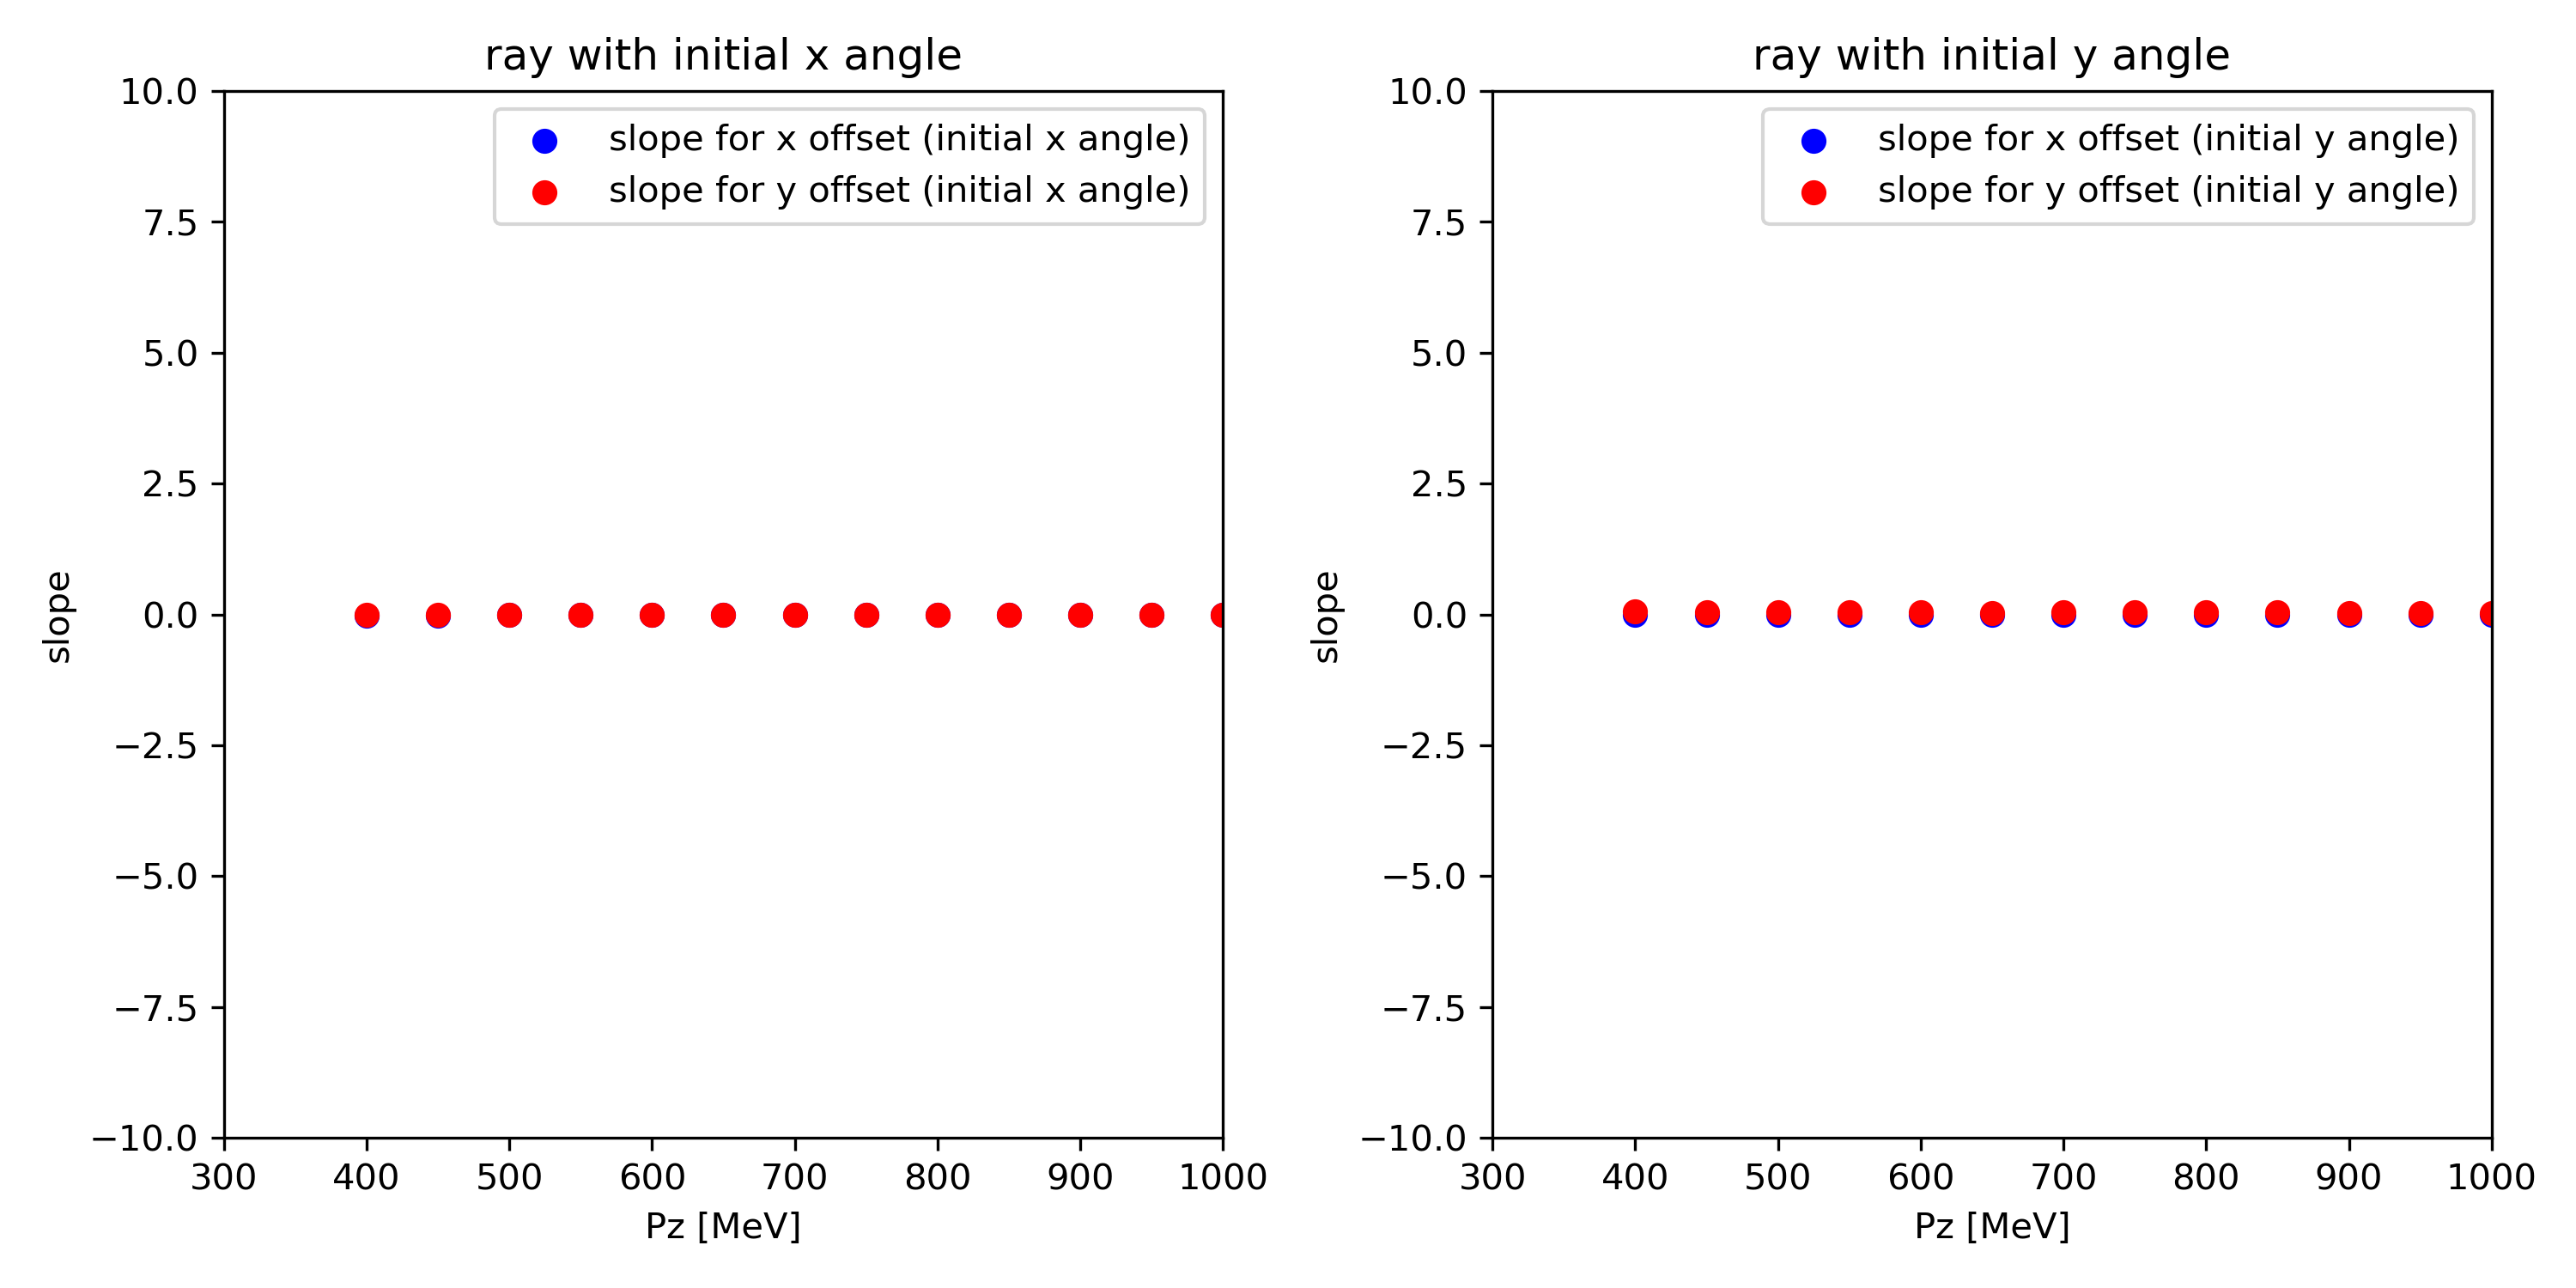 ray with initial x angle
10.0
7.5
5.0
2.5
0.0
−2.5
−5.0
−7.5
−10.0
slope
slope for x offset (initial x angle)
slope for y offset (initial x angle)
300 400 500 600 700 800 900 1000
Pz [MeV]
ray with initial y angle
10.0
7.5
5.0
2.5
0.0
−2.5
−5.0
−7.5
−10.0
slope
slope for x offset (initial y angle)
slope for y offset (initial y angle)
300 400 500 600 700 800 900 1000
Pz [MeV]